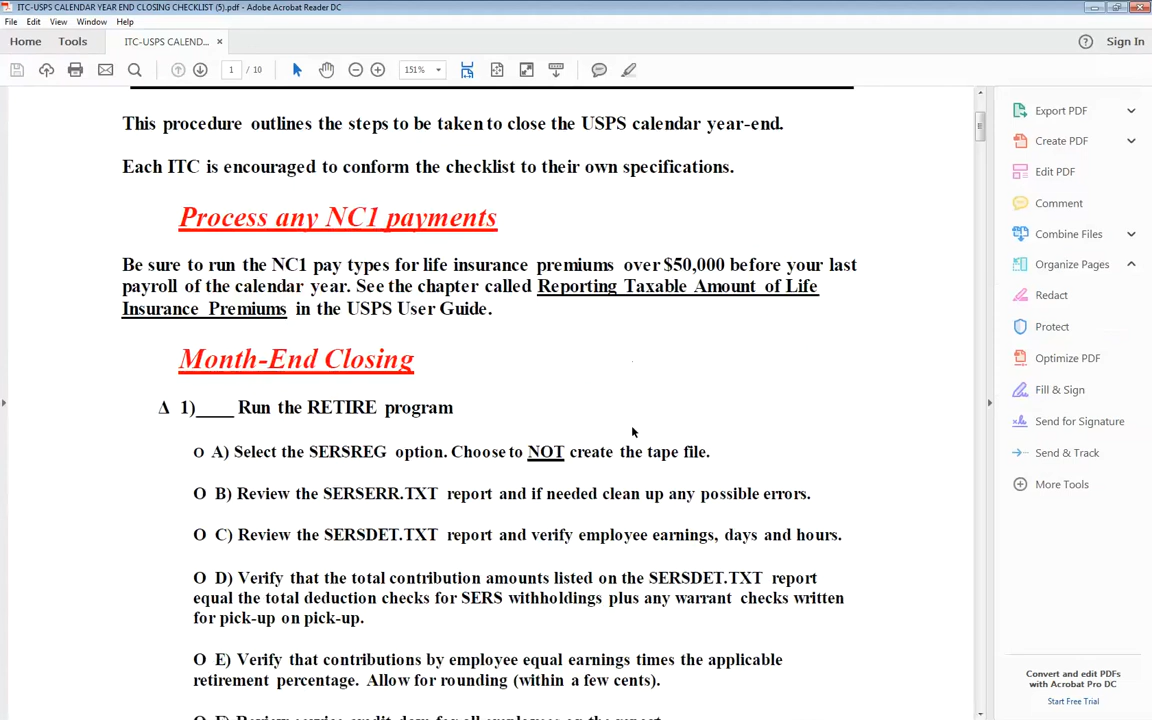 ITC-USPS CALENDAR YEAR END CLOSING CHECKLIST (5).pdf - Adobe Acrobat Reader DC
File Edit View Window Help
Home Tools ITC-USPS CALEND... × Sign In
1 / 10 151%
This procedure outlines the steps to be taken to close the USPS calendar year-end.
Each ITC is encouraged to conform the checklist to their own specifications.
Process any NC1 payments
Be sure to run the NC1 pay types for life insurance premiums over $50,000 before your last
payroll of the calendar year. See the chapter called Reporting Taxable Amount of Life
Insurance Premiums in the USPS User Guide.
Month-End Closing
Δ 1)____ Run the RETIRE program
O A) Select the SERSREG option. Choose to NOT create the tape file.
O B) Review the SERSERR.TXT report and if needed clean up any possible errors.
O C) Review the SERSDET.TXT report and verify employee earnings, days and hours.
O D) Verify that the total contribution amounts listed on the SERSDET.TXT report
equal the total deduction checks for SERS withholdings plus any warrant checks written
for pick-up on pick-up.
O E) Verify that contributions by employee equal earnings times the applicable
retirement percentage. Allow for rounding (within a few cents).
Export PDF
Create PDF
Edit PDF
Comment
Combine Files
Organize Pages
Redact
Protect
Optimize PDF
Fill & Sign
Send for Signature
Send & Track
More Tools
Convert and edit PDFs
with Acrobat Pro DC
Start Free Trial